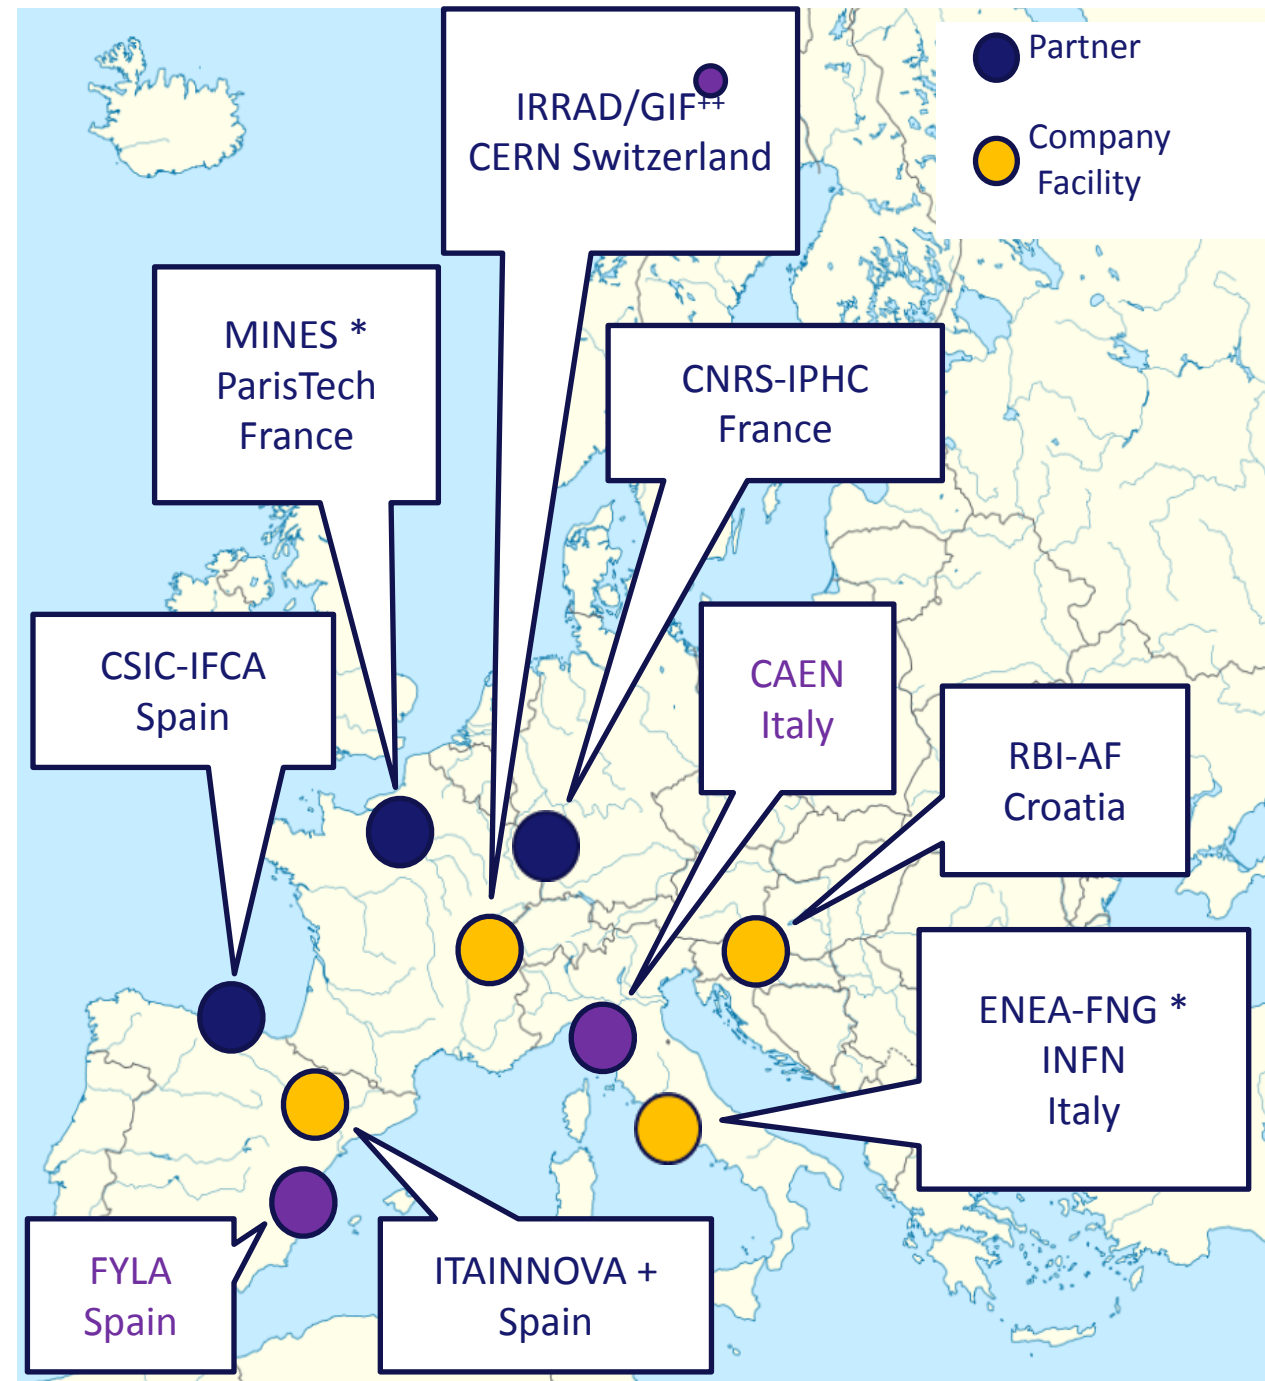 Partner
Company
Facility
IRRAD/GIF++
CERN Switzerland
MINES *
ParisTech
France
CNRS-IPHC
France
CSIC-IFCA
Spain
CAEN
Italy
RBI-AF
Croatia
ENEA-FNG *
INFN
Italy
FYLA
Spain
ITAINNOVA +
Spain